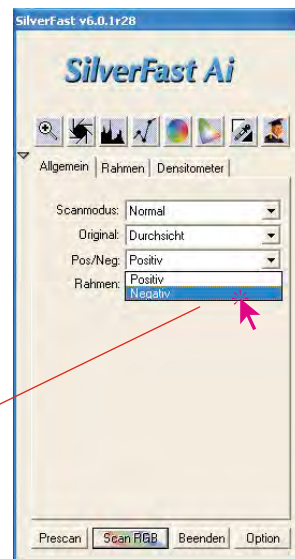 SilverFast v6.0.1r28
SilverFast Ai
Allgemein Rahmen Densitometer
Scanmodus: Normal
Original: Durchsicht
Pos/Neg: Positiv
Positiv
Rahmen: Negativ
Prescan Scan RGB Beenden Option